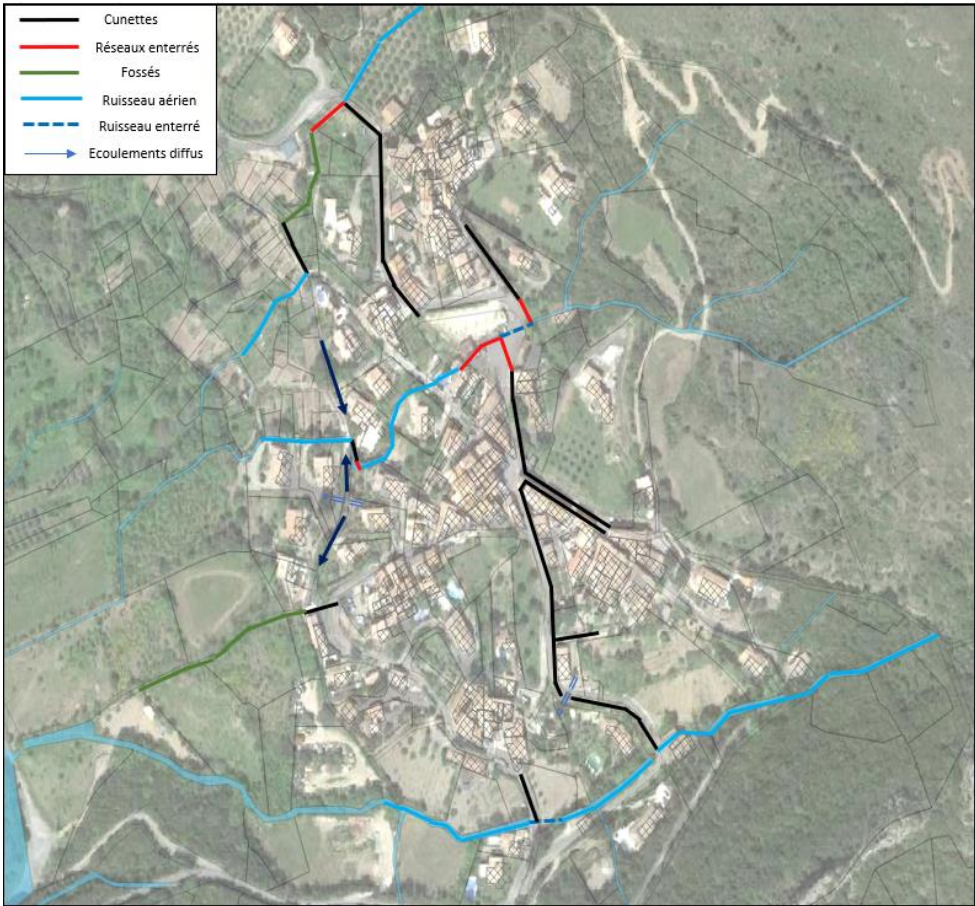 Cunettes
Réseaux enterrés
Fossés
Ruisseau aérien
Ruisseau enterré
Ecoulements diffus